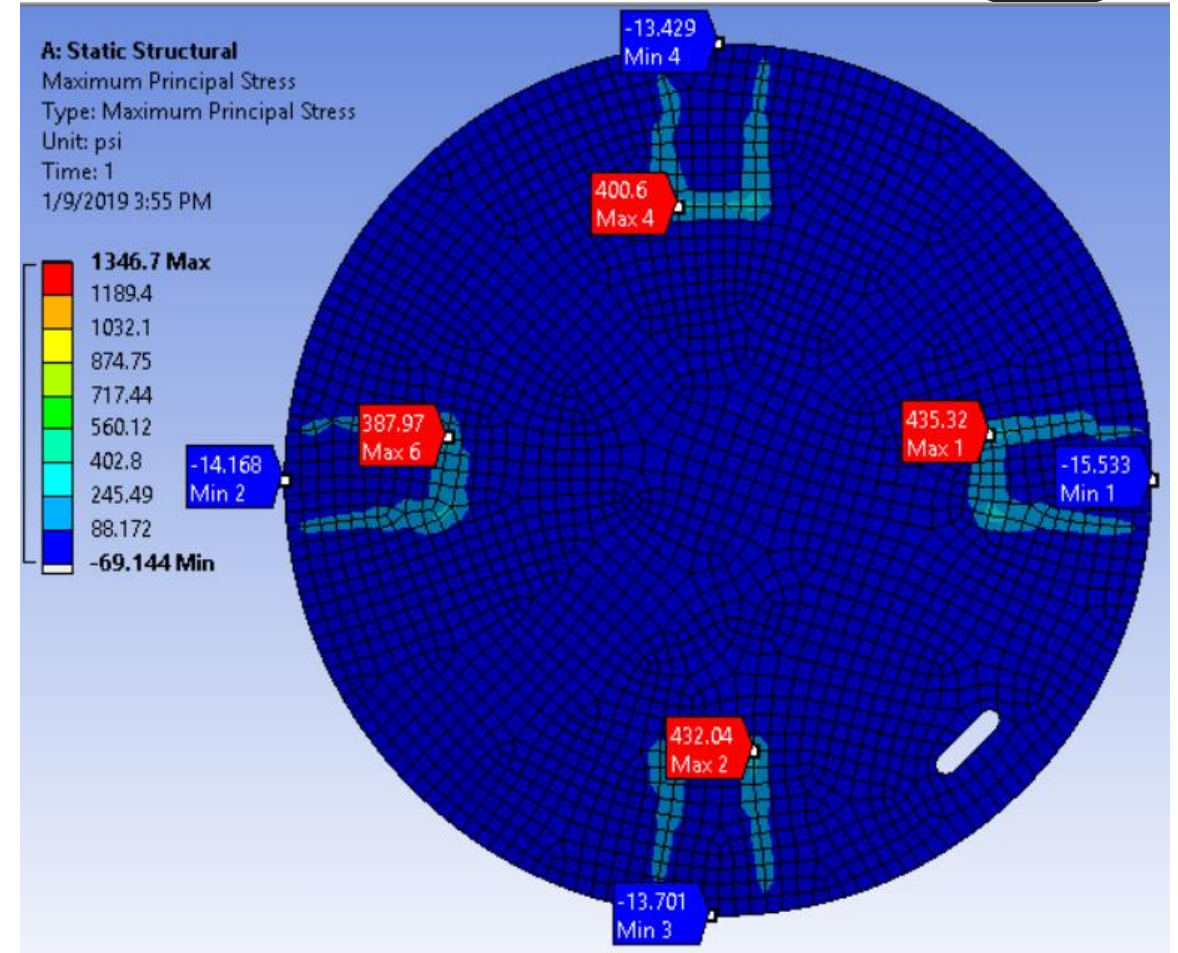 A: Static Structural
Maximum Principal Stress
Type: Maximum Principal Stress
Unit: psi
Time: 1
1/9/2019 3:55 PM
1346.7 Max
1189.4
1032.1
874.75
717.44
560.12
402.8
245.49
88.172
-69.144 Min
-13.429
Min 4
400.6
Max 4
387.97
Max 6
435.32
Max 1
-14.168
Min 2
-15.533
Min 1
432.04
Max 2
-13.701
Min 3